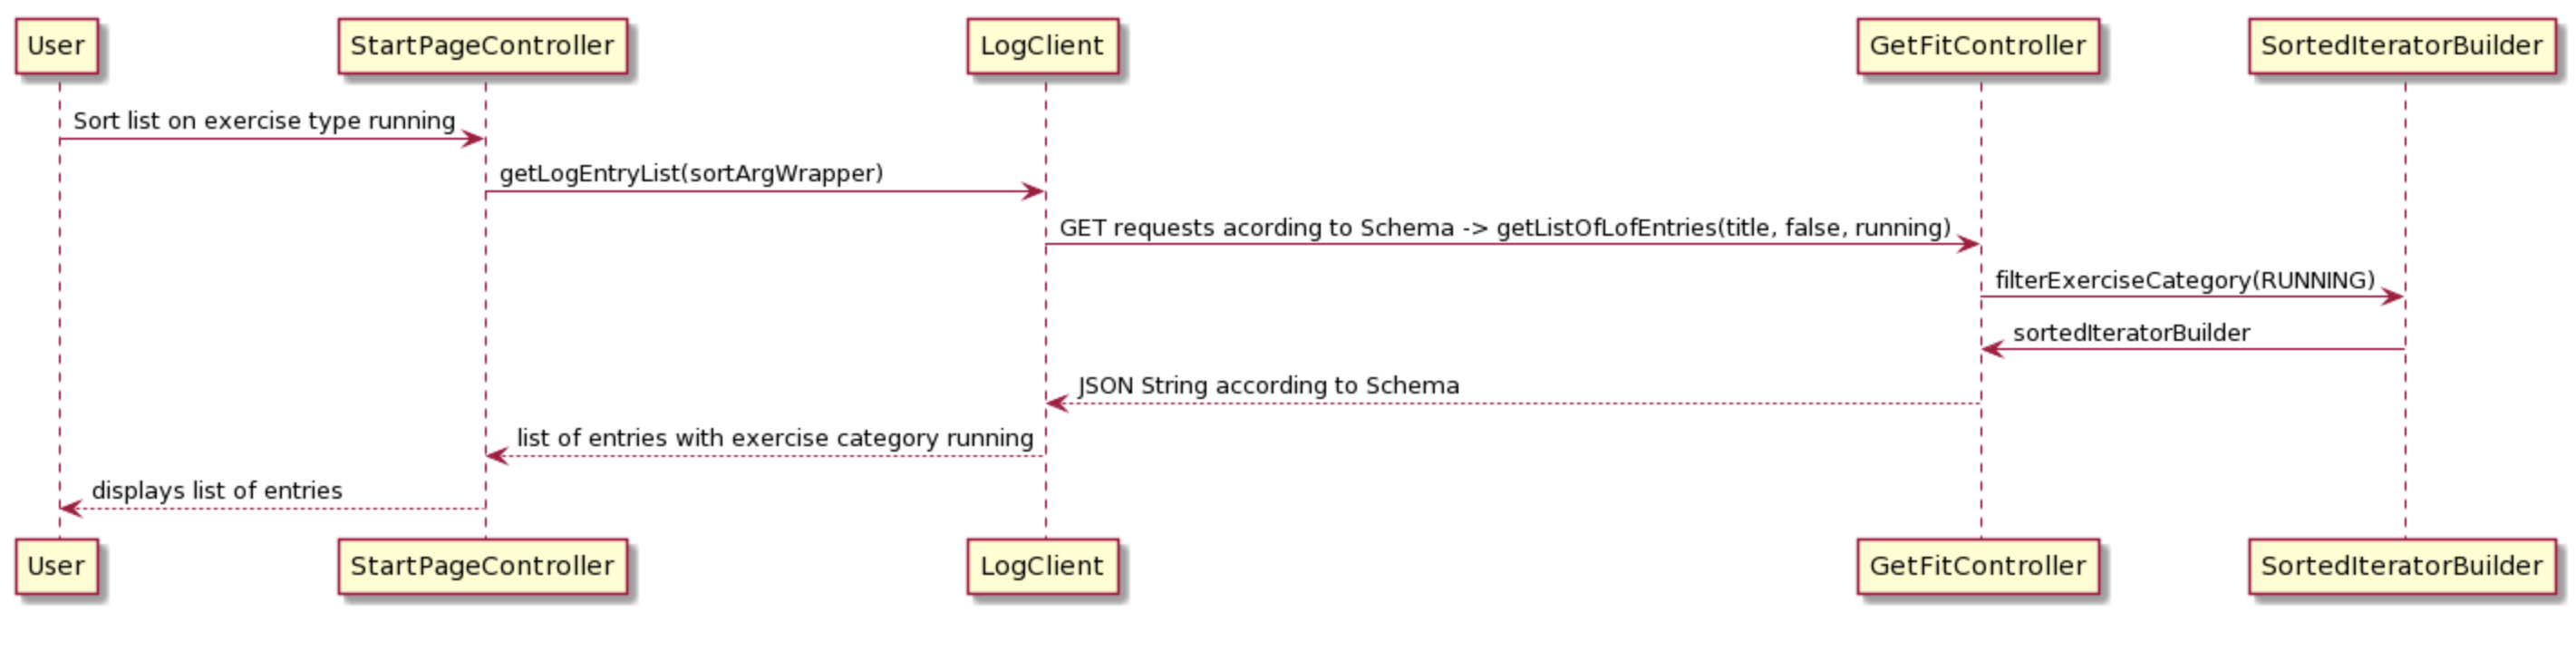 User
StartPageController
LogClient
GetFitController
SortedIteratorBuilder
Sort list on exercise type running
getLogEntryList(sortArgWrapper)
GET requests acording to Schema -> getListOfLofEntries(title, false, running)
filterExerciseCategory(RUNNING)
sortedIteratorBuilder
JSON String according to Schema
list of entries with exercise category running
displays list of entries
User
StartPageController
LogClient
GetFitController
SortedIteratorBuilder